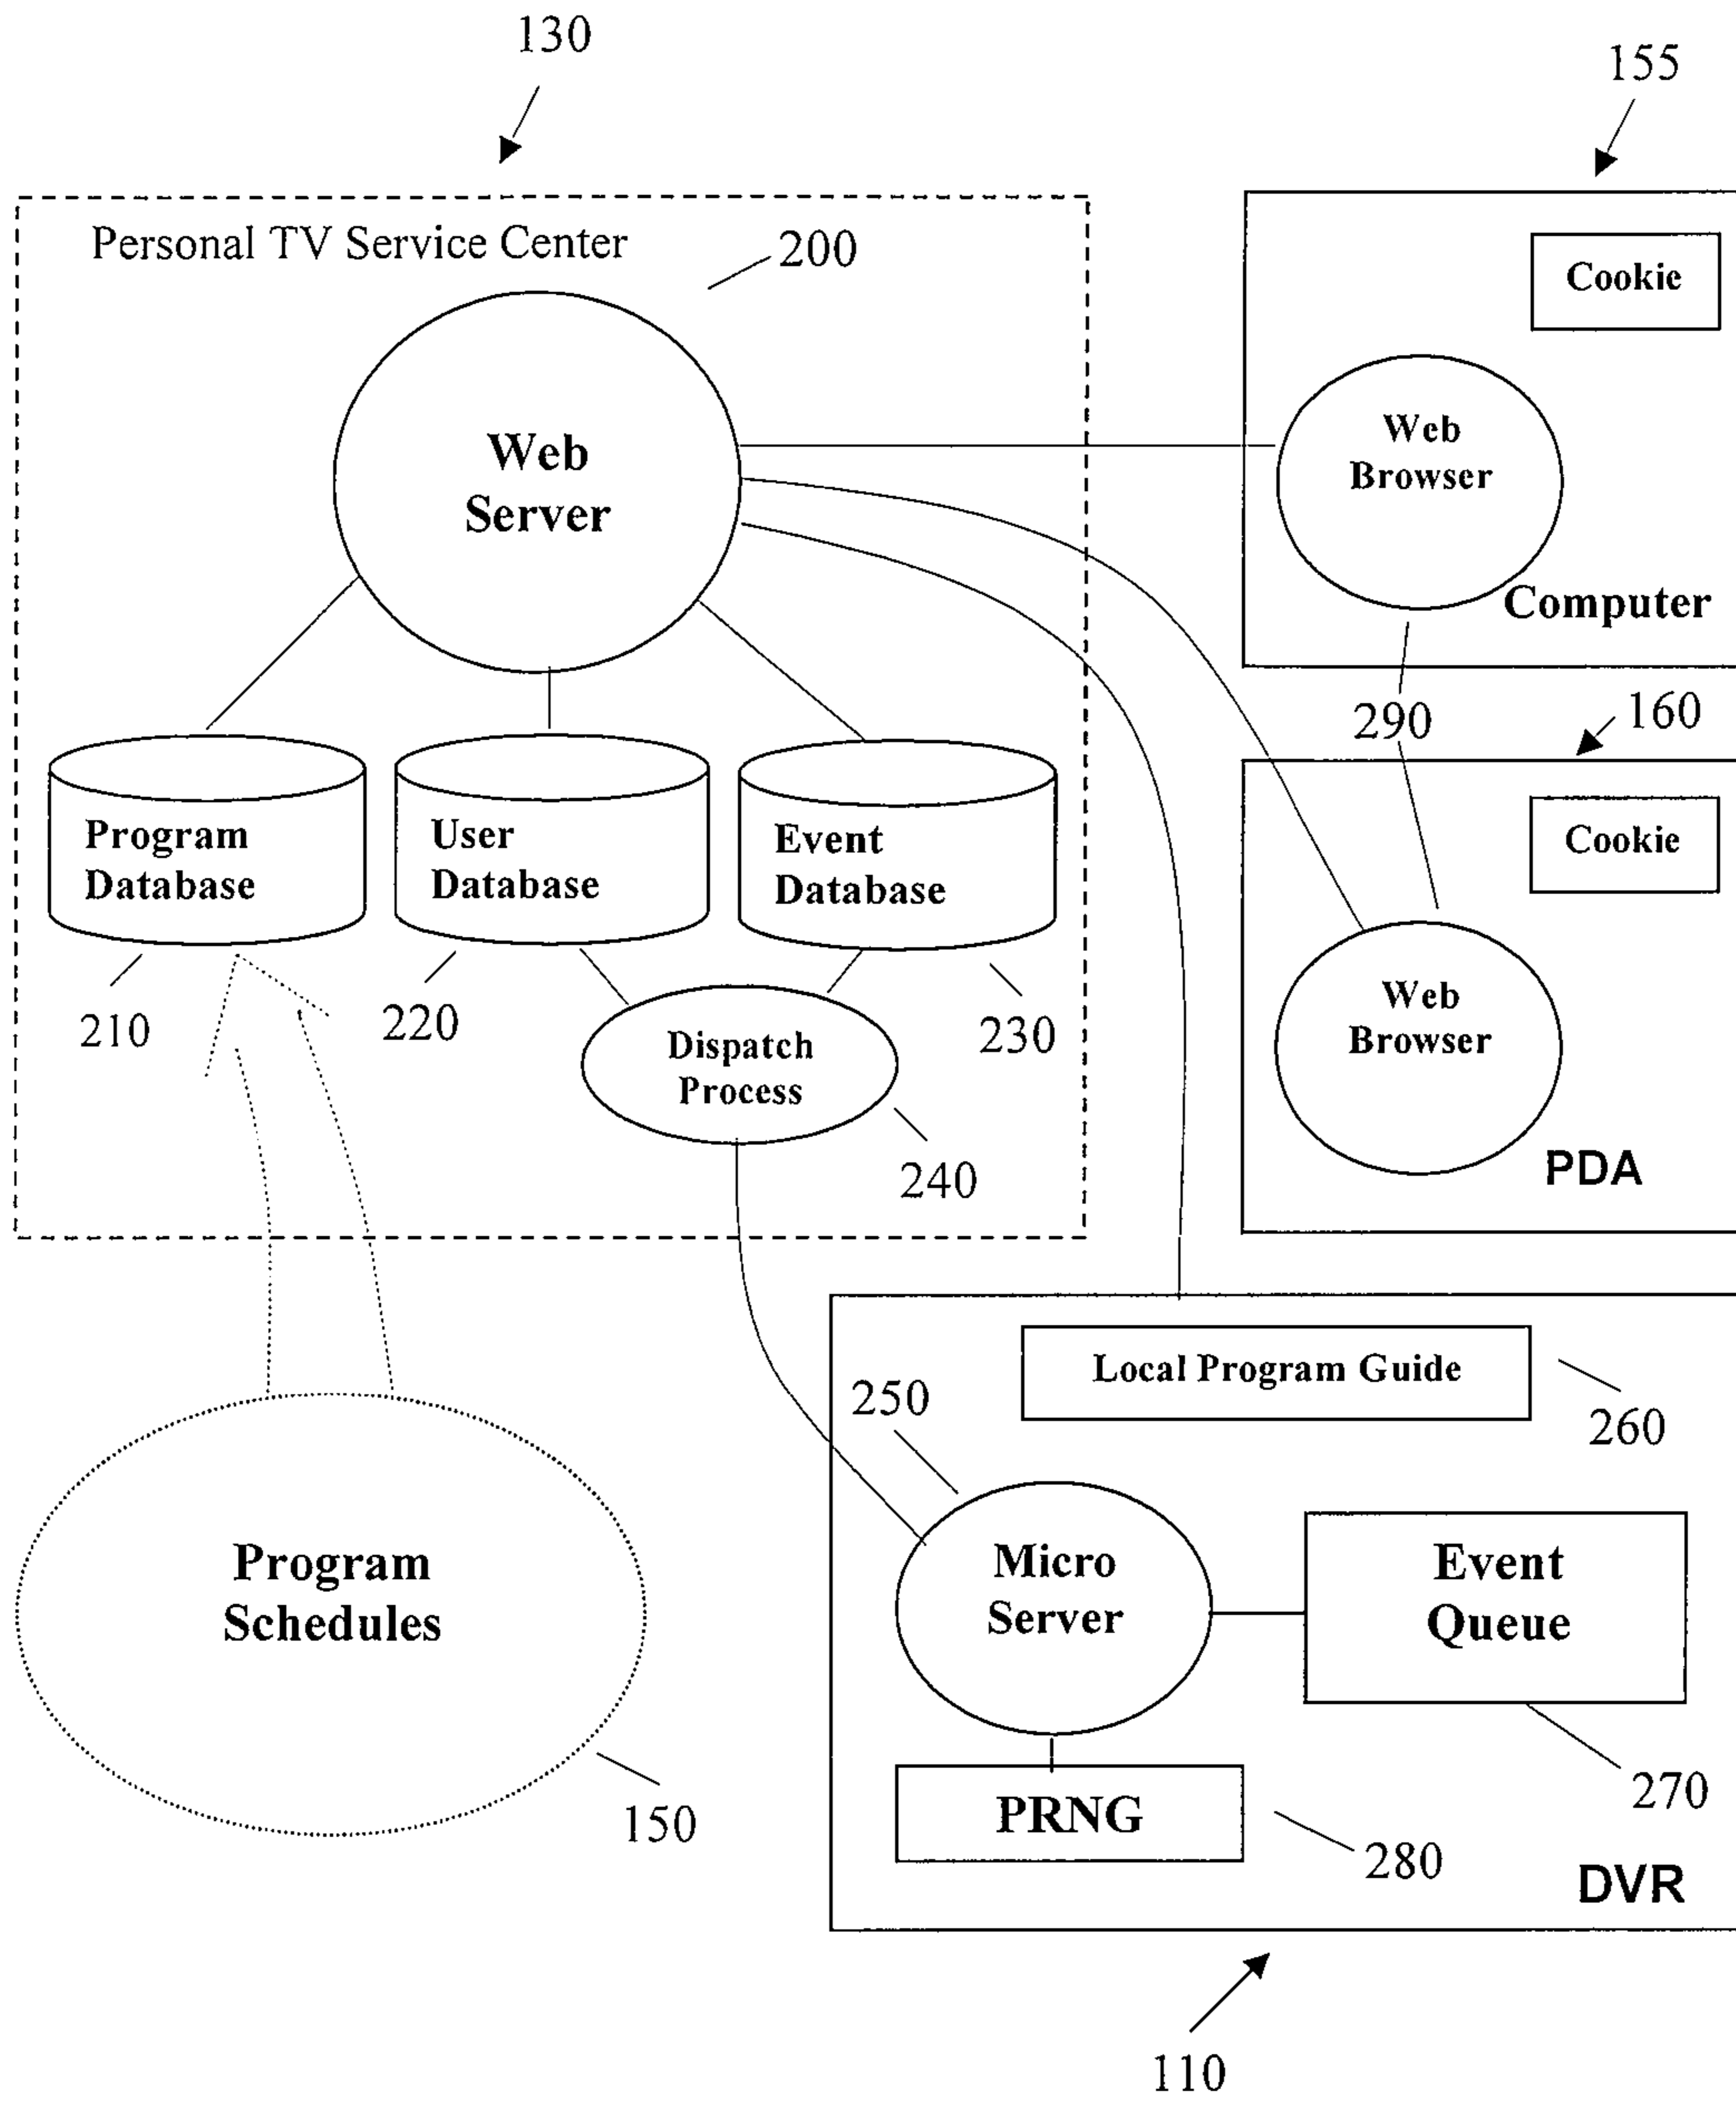 130
155
Personal TV Service Center
200
Cookie
Web
Server
Web
Browser
Computer
290
160
Program
Database
User
Database
Event
Database
Cookie
210
220
230
Dispatch
Process
240
Web
Browser
PDA
Local Program Guide
250
260
Program
Schedules
Micro
Server
Event
Queue
150
PRNG
270
280
DVR
110